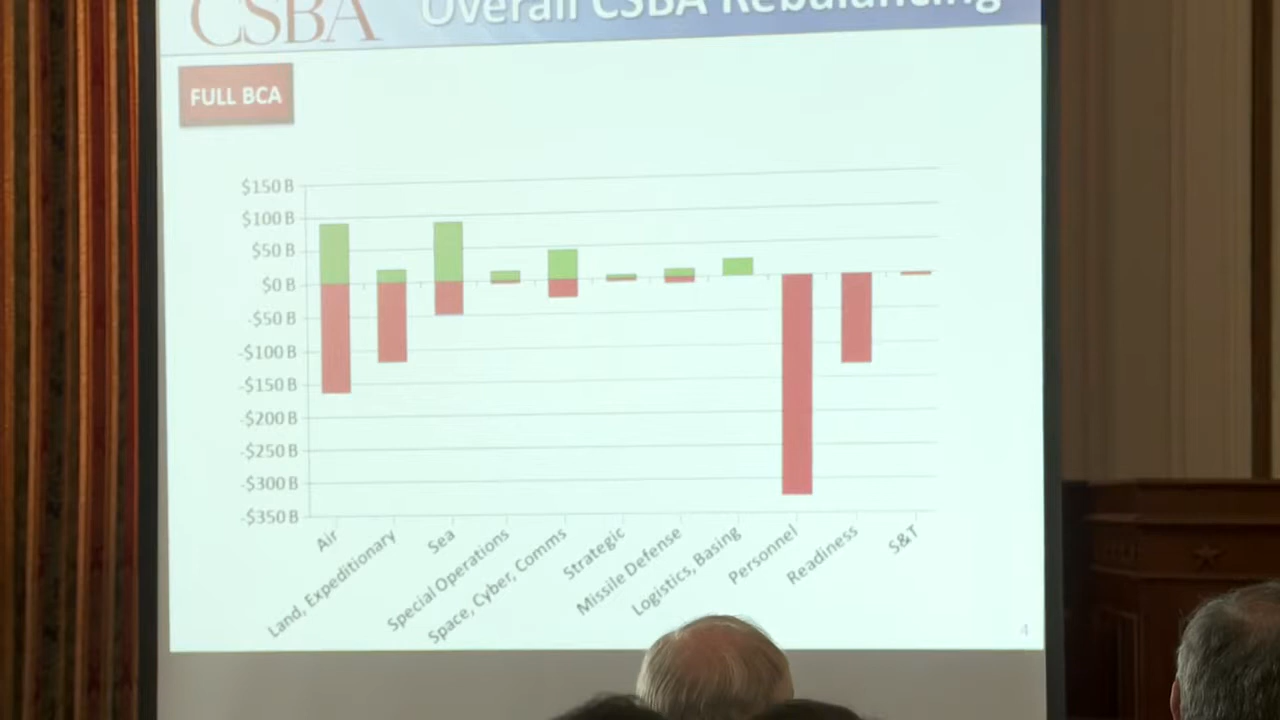 CSBA Overall CSBA Rebalancing
FULL BCA
$150 B
$100 B
$50 B
$0 B
-$50 B
-$100 B
-$150 B
-$200 B
-$250 B
-$300 B
-$350 B
Air
Land, Expeditionary
Sea
Special Operations
Space, Cyber, Comms
Strategic
Missile Defense
Logistics, Basing
Personnel
Readiness
S&T
4